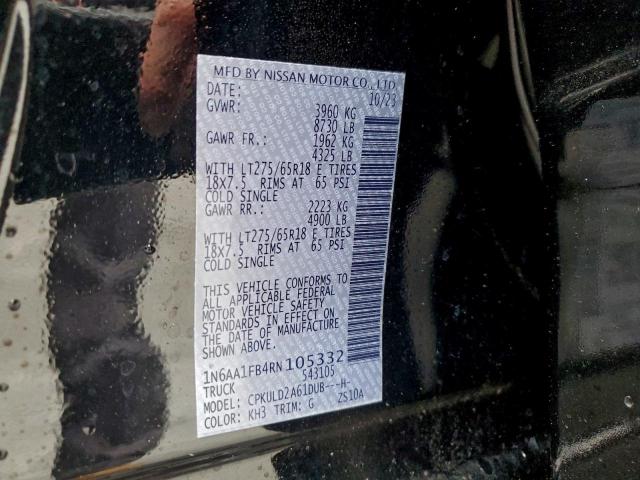 MFD BY NISSAN MOTOR CO., LTD.
DATE: 10/23
GVWR: 3960 KG
8730 LB
GAWR FR.: 1962 KG
4325 LB
WITH LT275/65R18 E TIRES
18X7.5 RIMS AT 65 PSI
COLD SINGLE
GAWR RR.: 2223 KG
4900 LB
WITH LT275/65R18 E TIRES
18X7.5 RIMS AT 65 PSI
COLD SINGLE
THIS VEHICLE CONFORMS TO
ALL APPLICABLE FEDERAL
MOTOR VEHICLE SAFETY
STANDARDS IN EFFECT ON
THE DATE OF MANUFACTURE
SHOWN ABOVE.
1N6AA1FB4RN105332
TRUCK 543105
MODEL: CPKULD2A61DUB---H-
COLOR: KH3 TRIM: G ZS10A